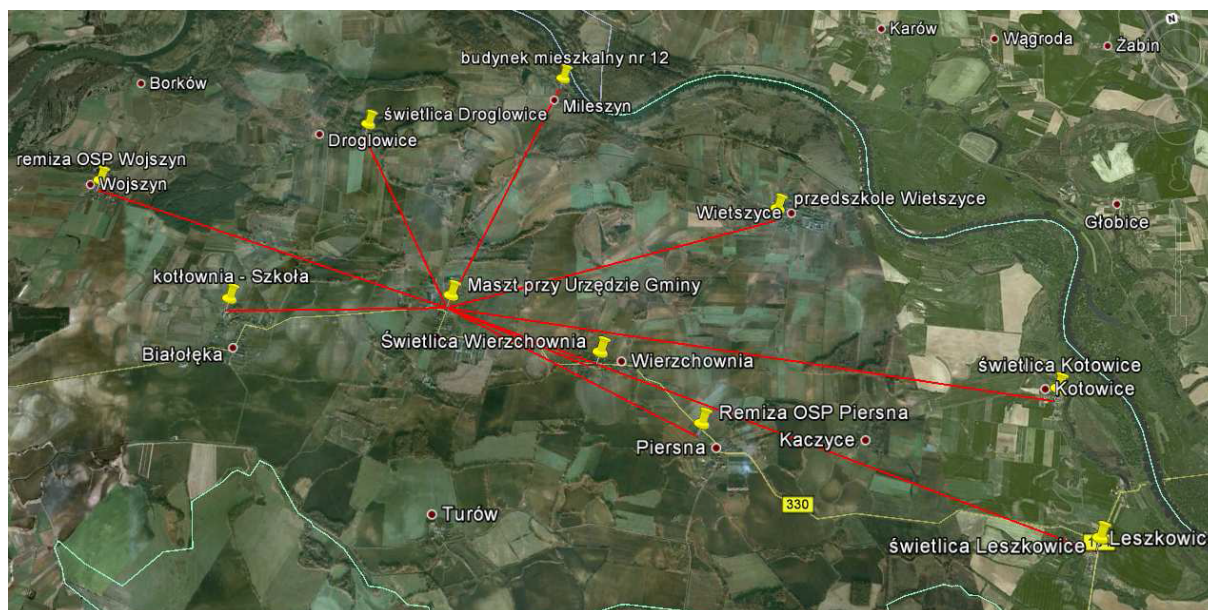 Karów
Wągroda
Żabin
N
budynek mieszkalny nr 12
Borków
Mileszyn
świetlica Droglowice
Droglowice
remiza OSP Wojszyn
Wojszyn
przedszkole Wietszyce
Wietszyce
Głobice
kotłownia - Szkoła
Maszt przy Urzędzie Gminy
Świetlica Wierzchownia
Białołęka
Wierzchownia
świetlica Kotowice
Kotowice
Remiza OSP Piersna
Piersna
Kaczyce
330
Turów
świetlica Leszkowice
Leszkowic